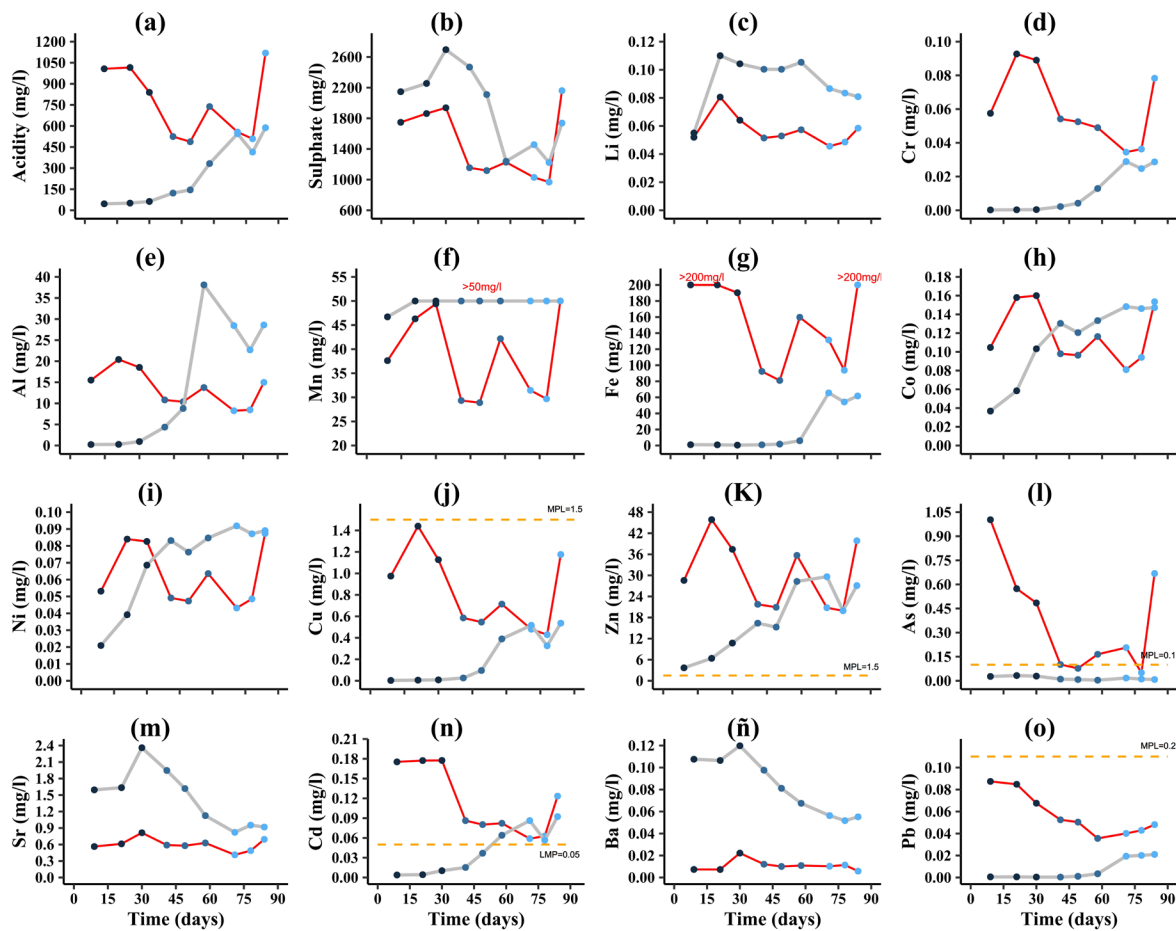 (a)
Acidity (mg/l)
1200
1050
900
750
600
450
300
150
0
(b)
Sulphate (mg/l)
2600
2200
1800
1400
1000
600
(c)
Li (mg/l)
0.12
0.10
0.08
0.06
0.04
0.02
0.00
(d)
Cr (mg/l)
0.10
0.08
0.06
0.04
0.02
0.00
(e)
Al (mg/l)
40
35
30
25
20
15
10
5
0
(f)
Mn (mg/l)
55
50
45
40
35
30
25
20
>50mg/l
(g)
Fe (mg/l)
200
180
160
140
120
100
80
60
40
20
0
>200mg/l
>200mg/l
(h)
Co (mg/l)
0.18
0.16
0.14
0.12
0.10
0.08
0.06
0.04
0.02
0.00
(i)
Ni (mg/l)
0.10
0.09
0.08
0.07
0.06
0.05
0.04
0.03
0.02
0.01
0.00
(j)
Cu (mg/l)
1.4
1.2
1.0
0.8
0.6
0.4
0.2
0.0
MPL=1.5
(K)
Zn (mg/l)
48
42
36
30
24
18
12
6
0
MPL=1.5
(l)
As (mg/l)
1.05
0.90
0.75
0.60
0.45
0.30
0.15
0.00
MPL=0.1
(m)
Sr (mg/l)
2.4
2.1
1.8
1.5
1.2
0.9
0.6
0.3
0.0
0 15 30 45 60 75 90
Time (days)
(n)
Cd (mg/l)
0.21
0.18
0.15
0.12
0.09
0.06
0.03
0.00
LMP=0.05
0 15 30 45 60 75 90
Time (days)
(ñ)
Ba (mg/l)
0.12
0.10
0.08
0.06
0.04
0.02
0.00
0 15 30 45 60 75 90
Time (days)
(o)
Pb (mg/l)
0.10
0.08
0.06
0.04
0.02
0.00
MPL=0.2
0 15 30 45 60 75 90
Time (days)